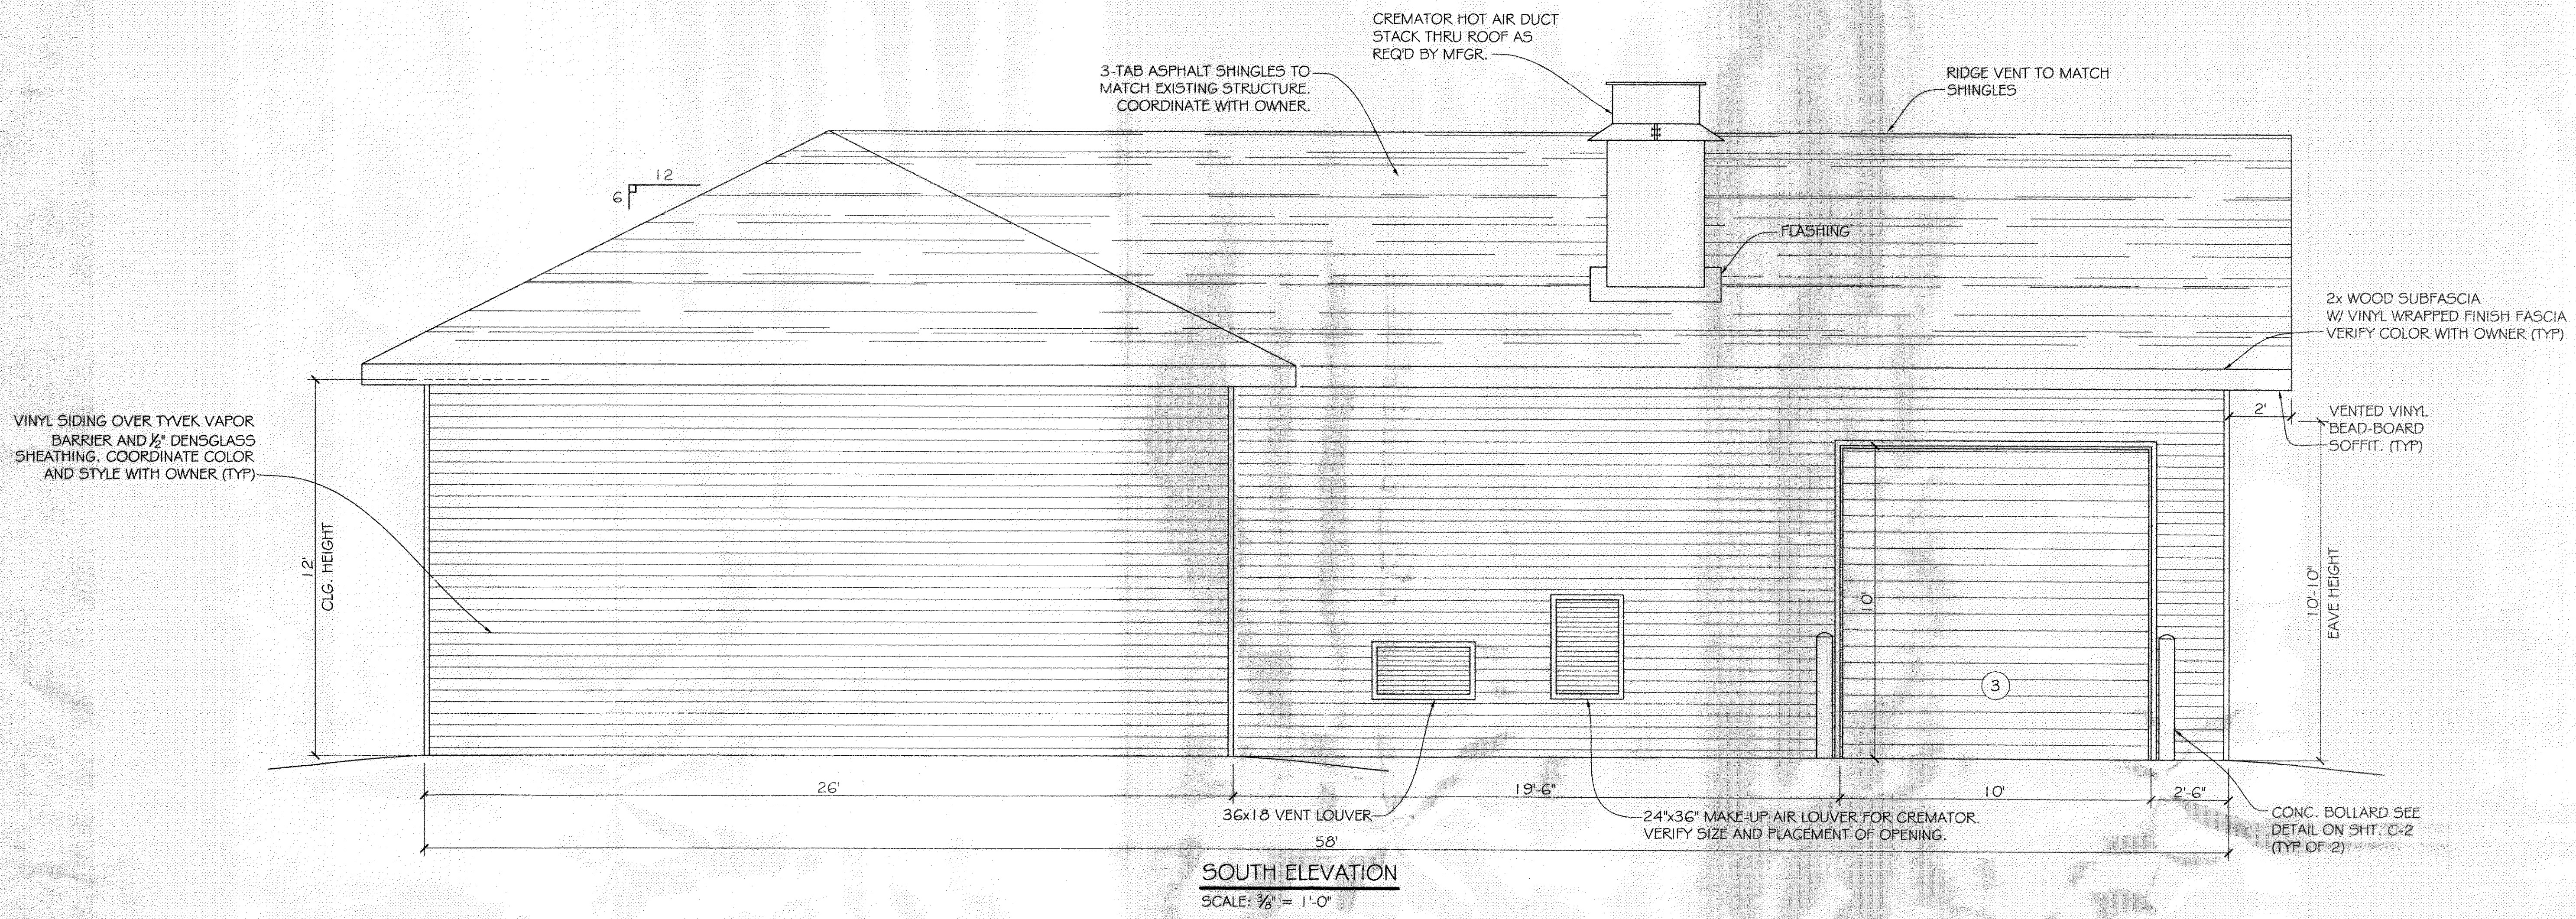 CREMATOR HOT AIR DUCT
STACK THRU ROOF AS
REQ'D BY MFGR.
3-TAB ASPHALT SHINGLES TO
MATCH EXISTING STRUCTURE.
COORDINATE WITH OWNER.
RIDGE VENT TO MATCH
SHINGLES
12
6
FLASHING
2x WOOD SUBFASCIA
W/ VINYL WRAPPED FINISH FASCIA
VERIFY COLOR WITH OWNER (TYP)
2'
VENTED VINYL
BEAD-BOARD
SOFFIT. (TYP)
VINYL SIDING OVER TYVEK VAPOR
BARRIER AND ½" DENSGLASS
SHEATHING. COORDINATE COLOR
AND STYLE WITH OWNER (TYP)
12'
CLG. HEIGHT
10'
10'-10"
EAVE HEIGHT
3
26'
19'-6"
10'
2'-6"
36x18 VENT LOUVER
24"x36" MAKE-UP AIR LOUVER FOR CREMATOR.
VERIFY SIZE AND PLACEMENT OF OPENING.
CONC. BOLLARD SEE
DETAIL ON SHT. C-2
(TYP OF 2)
58'
SOUTH ELEVATION
SCALE: ⅜" = 1'-0"